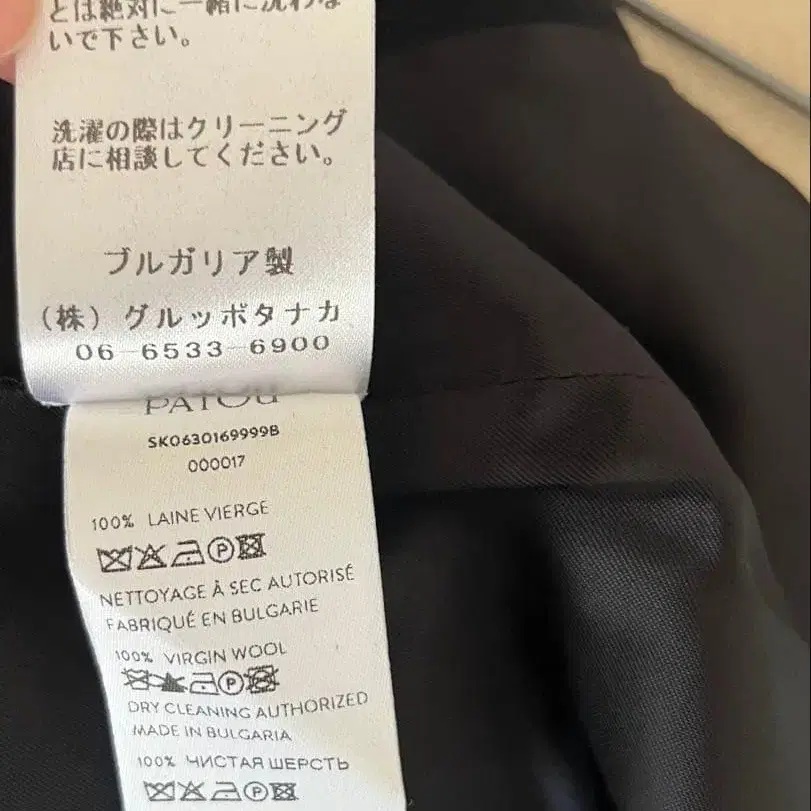 とは絶対に一緒に洗わな
いで下さい。
洗濯の際はクリーニング
店に相談してください。
ブルガリア製
(株)グルッポタナカ
06-6533-6900
PATOU
SK0630169999B
000017
100% LAINE VIERGE
NETTOYAGE À SEC AUTORISÉ
FABRIQUÉ EN BULGARIE
100% VIRGIN WOOL
DRY CLEANING AUTHORIZED
MADE IN BULGARIA
100% ЧИСТАЯ ШЕРСТЬ